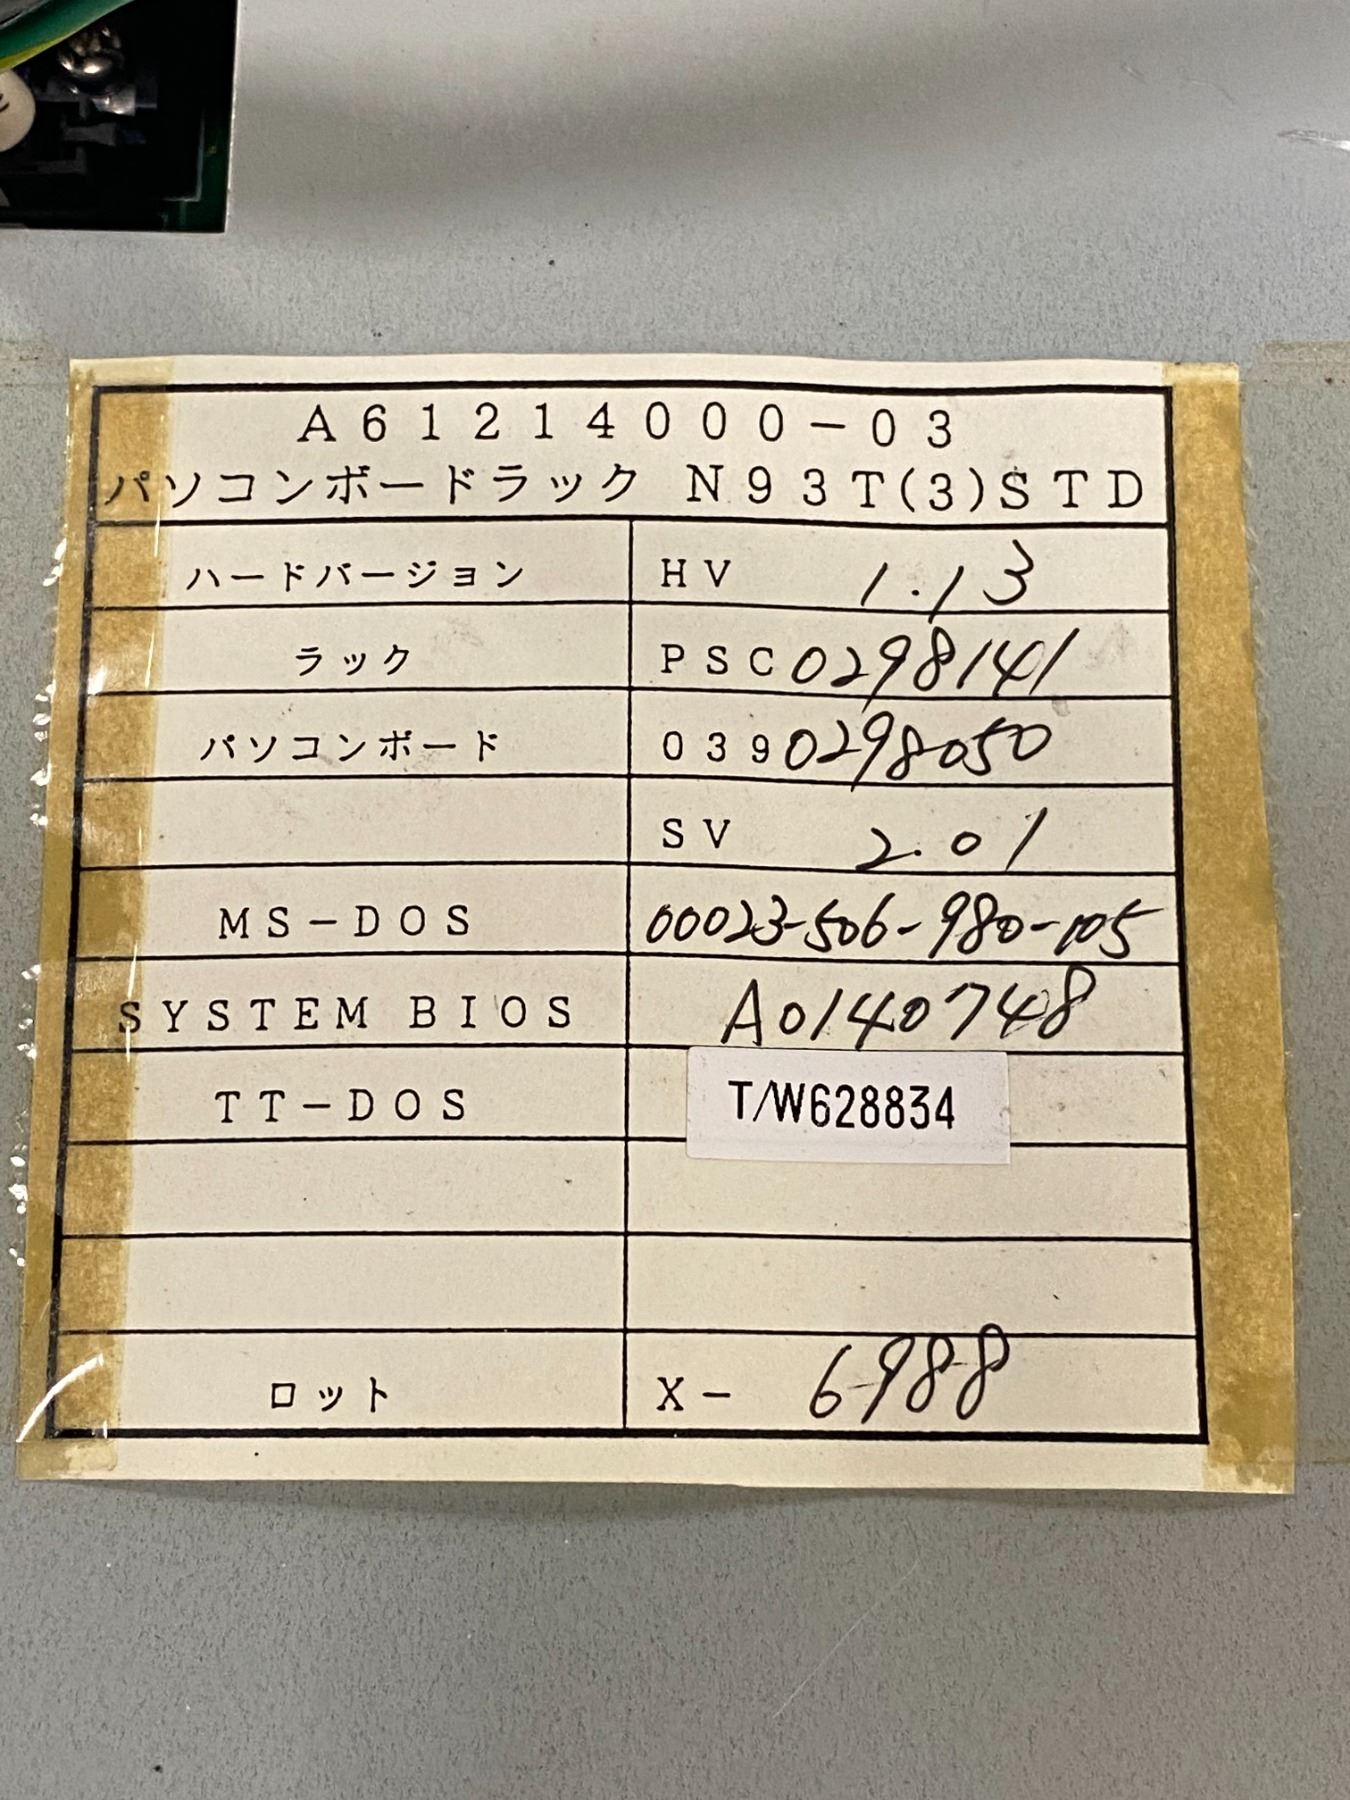 A61214000-03
パソコンボードラック N93T(3)STD
ハードバージョン HV 1.13
ラック PSC0298141
パソコンボード 0390298050
SV 2.01
MS-DOS 00023-506-980-105
SYSTEM BIOS A0140748
TT-DOS T/W628834
ロット X- 6988